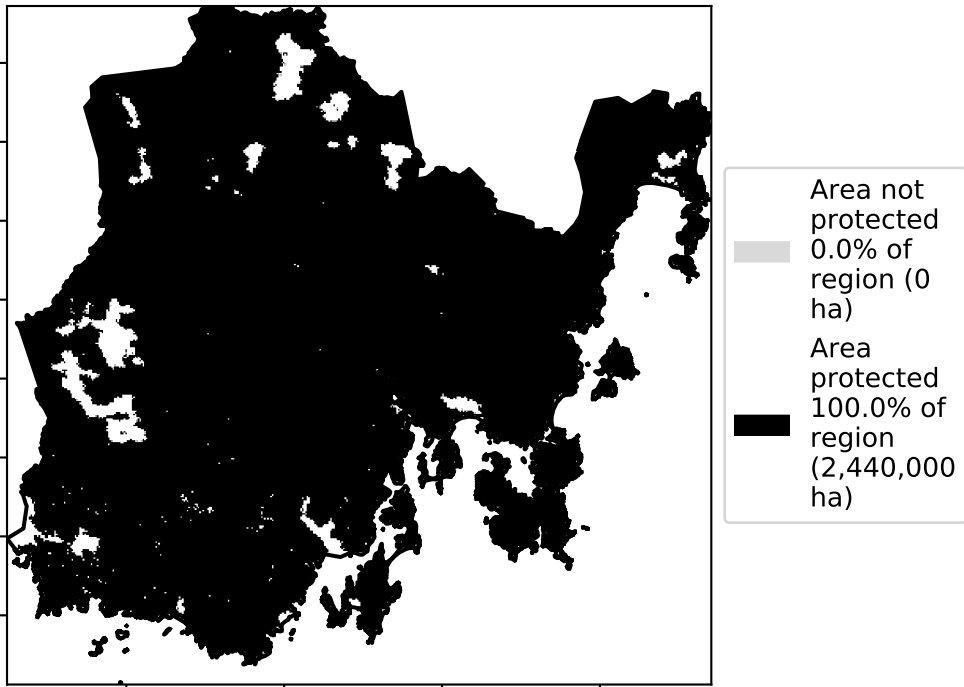 Area not
protected
0.0% of
region (0
ha)
Area
protected
100.0% of
region
(2,440,000
ha)